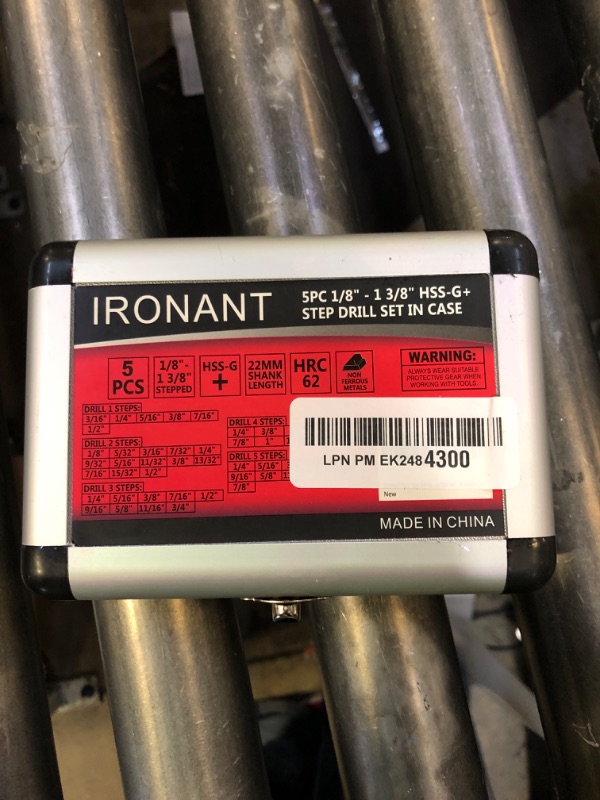 IRONANT
5PC 1/8" - 1 3/8" HSS-G+
STEP DRILL SET IN CASE
5
PCS
1/8"-
1 3/8"
STEPPED
HSS-G
+
22MM
SHANK
LENGTH
HRC
62
NON
FERROUS
METALS
WARNING:
ALWAYS WEAR SUITABLE
PROTECTIVE GEAR WHEN
WORKING WITH TOOLS.
DRILL 1 STEPS:
3/16" 1/4" 5/16" 3/8" 7/16"
1/2"
DRILL 2 STEPS:
1/8" 5/32" 3/16" 7/32" 1/4"
9/32" 5/16" 11/32" 3/8" 13/32"
7/16" 15/32" 1/2"
DRILL 3 STEPS:
1/4" 5/16" 3/8" 7/16" 1/2"
9/16" 5/8" 11/16" 3/4"
DRILL 4 STEPS:
1/4" 3/8"
7/8" 1"
DRILL 5 STEPS:
1/4" 5/16"
9/16" 5/8"
7/8"
LPN PM EK248 4300
New
MADE IN CHINA